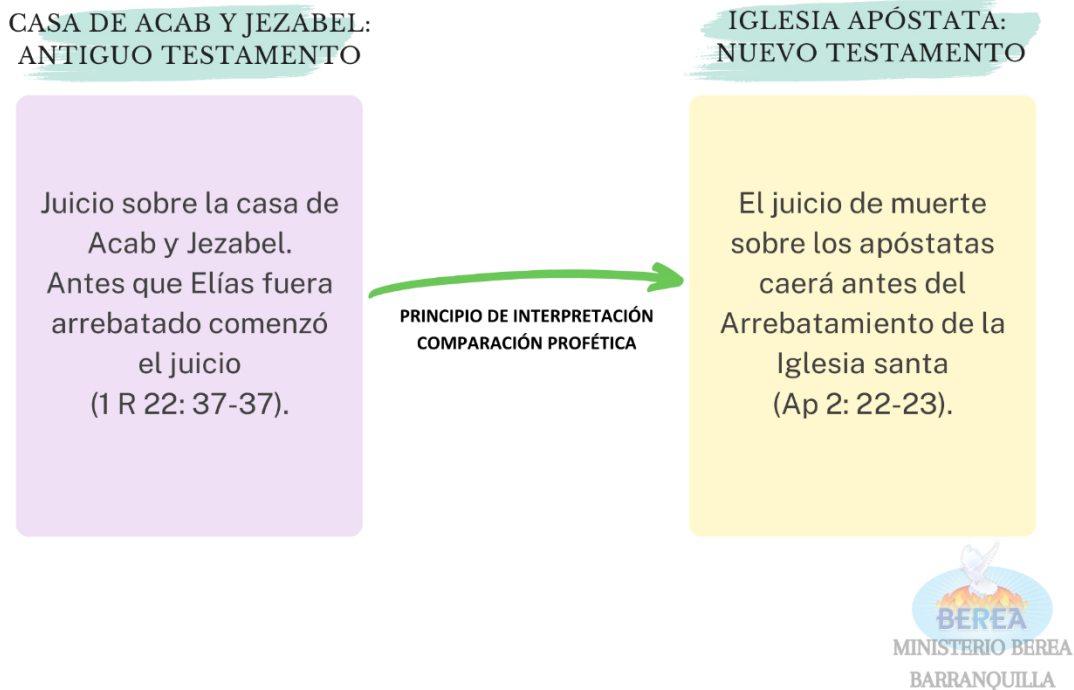 CASA DE ACAB Y JEZABEL:
ANTIGUO TESTAMENTO
Juicio sobre la casa de
Acab y Jezabel.
Antes que Elías fuera
arrebatado comenzó
el juicio
(1 R 22: 37-37).
PRINCIPIO DE INTERPRETACIÓN
COMPARACIÓN PROFÉTICA
IGLESIA APÓSTATA:
NUEVO TESTAMENTO
El juicio de muerte
sobre los apóstatas
caerá antes del
Arrebatamiento de la
Iglesia santa
(Ap 2: 22-23).
BEREA
MINISTERIO BEREA
BARRANQUILLA